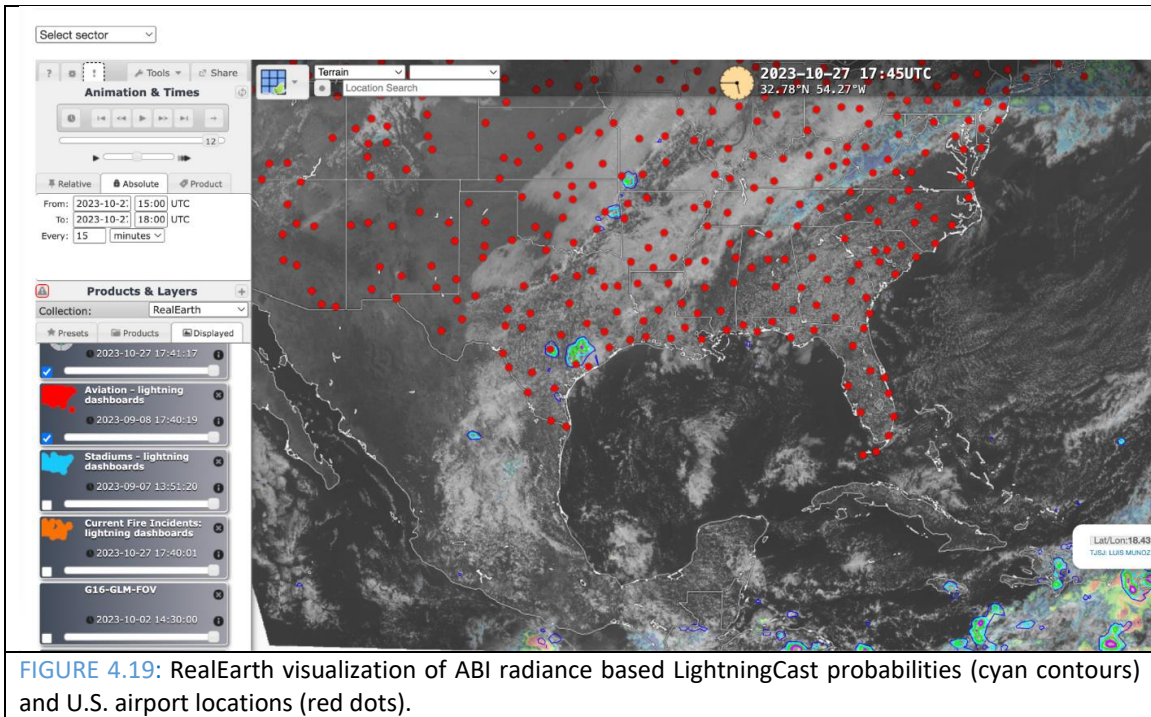 Select sector
?
!
Tools
Share
Terrain
Location Search
2023-10-27 17:45UTC
32.78°N 54.27°W
Animation & Times
12
Relative
Absolute
Product
From: 2023-10-2 15:00 UTC
To: 2023-10-2 18:00 UTC
Every: 15 minutes
Products & Layers
Collection: RealEarth
Presets
Products
Displayed
2023-10-27 17:41:17
Aviation - lightning
dashboards
2023-09-08 17:40:19
Stadiums - lightning
dashboards
2023-09-07 13:51:20
Current Fire Incidents:
lightning dashboards
2023-10-27 17:40:01
G16-GLM-FOV
2023-10-02 14:30:00
Lat/Lon:18.43
TJSJ: LUIS MUNOZ
FIGURE 4.19: RealEarth visualization of ABI radiance based LightningCast probabilities (cyan contours)
and U.S. airport locations (red dots).